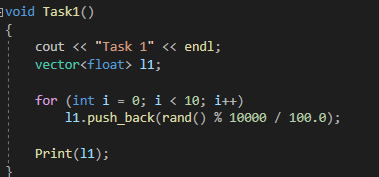 void Task1()
{
    cout << "Task 1" << endl;
    vector<float> l1;
    for (int i = 0; i < 10; i++)
        l1.push_back(rand() % 10000 / 100.0);
    Print(l1);
}